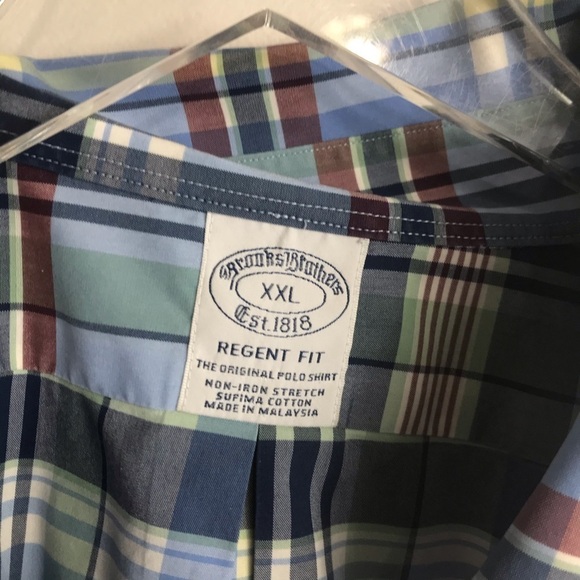 Brooks Brothers
XXL
Est. 1818
REGENT FIT
THE ORIGINAL POLO SHIRT
NON-IRON STRETCH
SUPIMA COTTON
MADE IN MALAYSIA